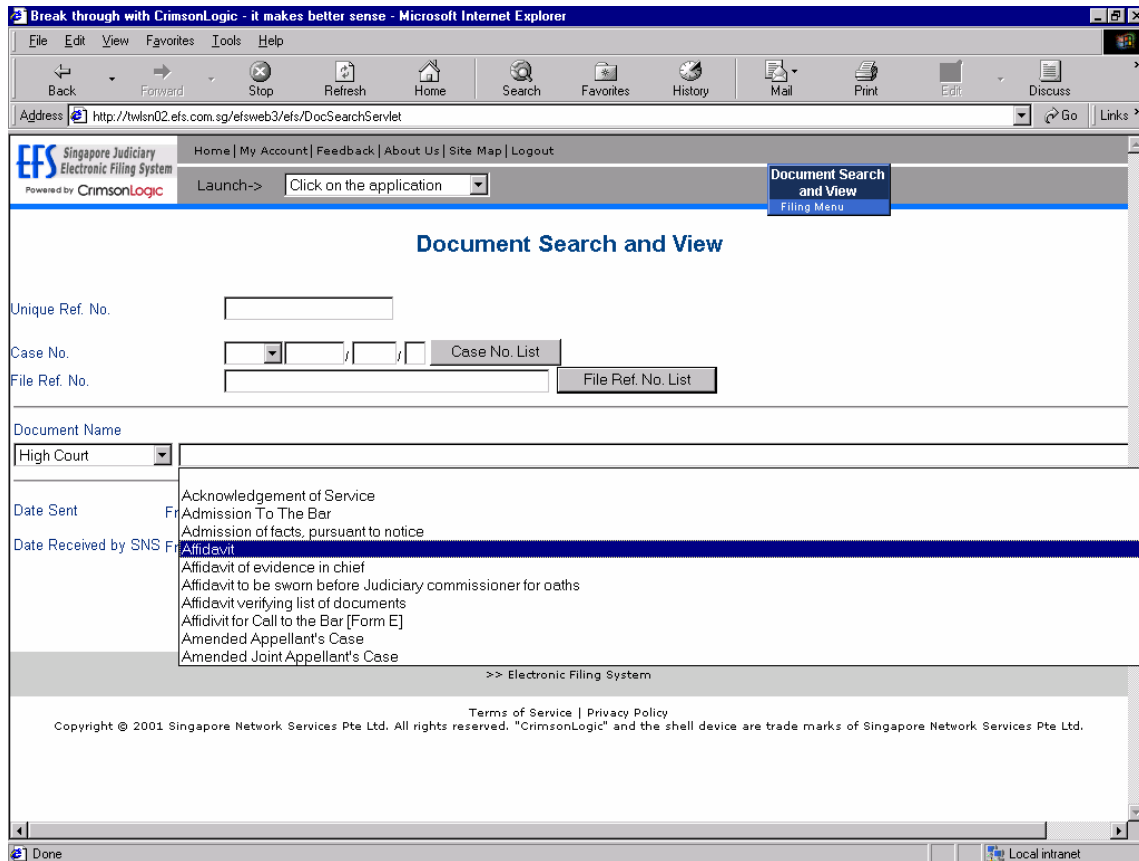 Break through with CrimsonLogic - it makes better sense - Microsoft Internet Explorer
File Edit View Favorites Tools Help
Back Forward Stop Refresh Home Search Favorites History Mail Print Edit Discuss
Address http://twlsn02.efs.com.sg/efsweb3/efs/DocSearchServlet Go Links
EFS Singapore Judiciary Electronic Filing System
Powered by CrimsonLogic
Home | My Account | Feedback | About Us | Site Map | Logout
Launch-> Click on the application
Document Search and View
Filing Menu
Document Search and View
Unique Ref. No.
Case No. / / Case No. List
File Ref. No. File Ref. No. List
Document Name
High Court
Acknowledgement of Service
Date Sent Fr Admission To The Bar
Admission of facts, pursuant to notice
Date Received by SNS Fr Affidavit
Affidavit of evidence in chief
Affidavit to be sworn before Judiciary commissioner for oaths
Affidavit verifying list of documents
Affidivit for Call to the Bar [Form E]
Amended Appellant's Case
Amended Joint Appellant's Case
>> Electronic Filing System
Terms of Service | Privacy Policy
Copyright © 2001 Singapore Network Services Pte Ltd. All rights reserved. "CrimsonLogic" and the shell device are trade marks of Singapore Network Services Pte Ltd.
Done Local intranet